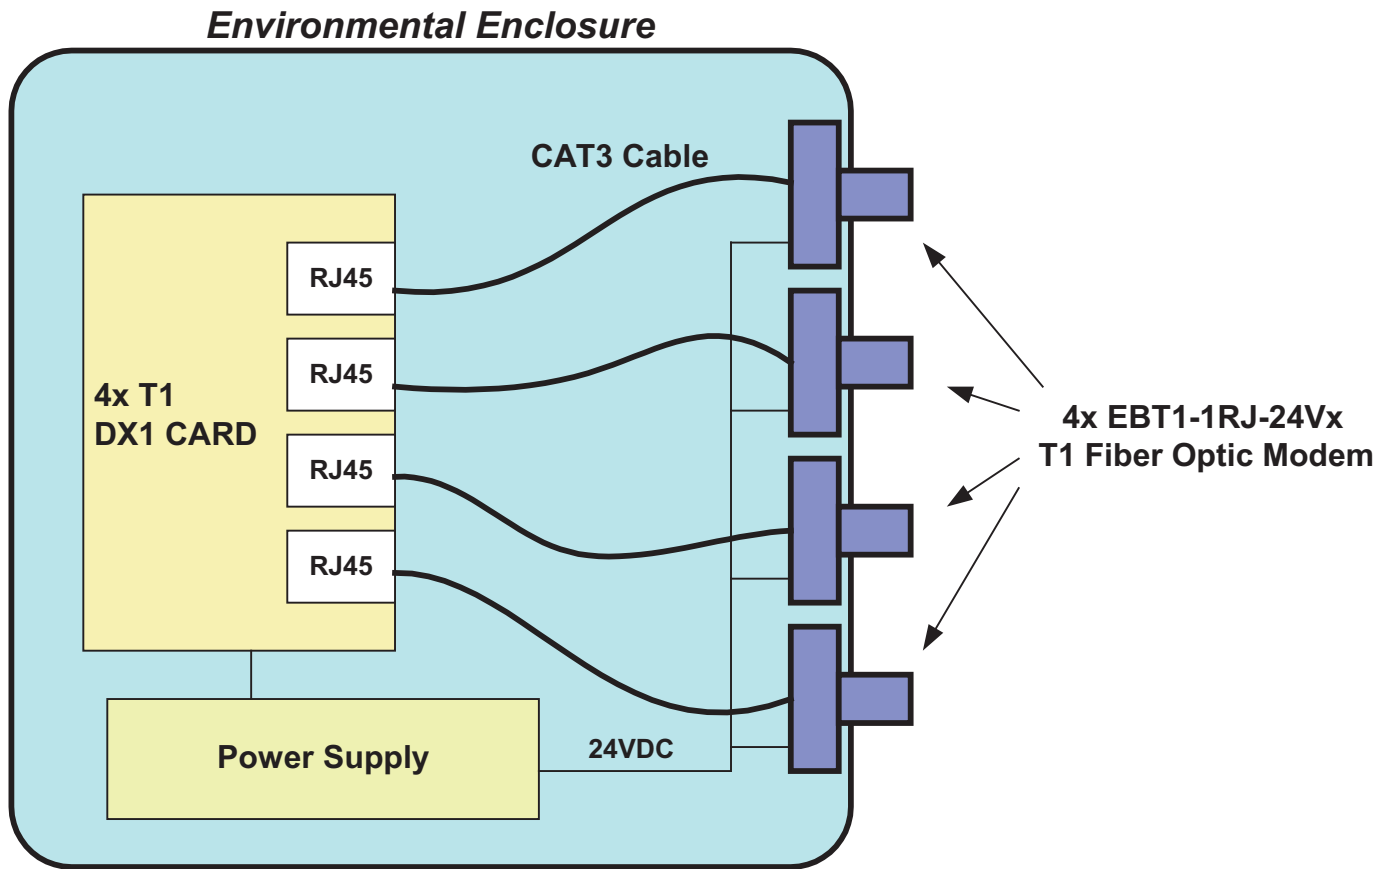 Environmental Enclosure
CAT3 Cable
RJ45
RJ45
4x T1
DX1 CARD
RJ45
RJ45
4x EBT1-1RJ-24Vx
T1 Fiber Optic Modem
Power Supply
24VDC